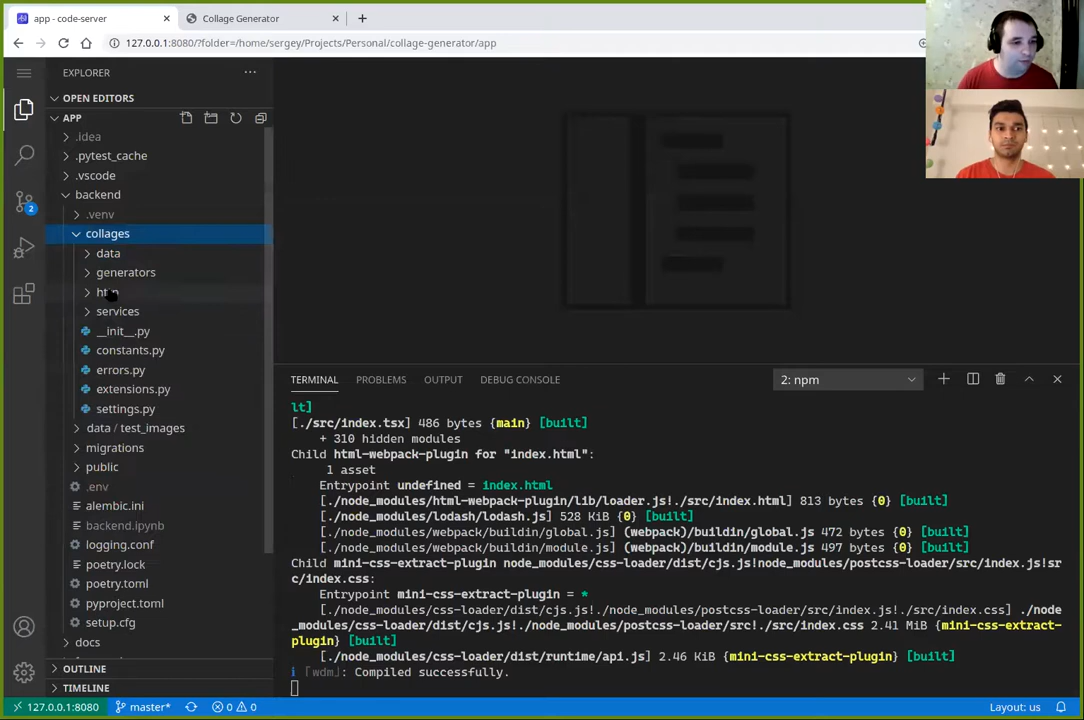 app - code-server
Collage Generator
127.0.0.1:8080/?folder=/home/sergey/Projects/Personal/collage-generator/app
EXPLORER
OPEN EDITORS
APP
.idea
.pytest_cache
.vscode
backend
.venv
collages
data
generators
services
__init__.py
constants.py
errors.py
extensions.py
settings.py
data / test_images
migrations
public
.env
alembic.ini
backend.ipynb
logging.conf
poetry.lock
poetry.toml
pyproject.toml
setup.cfg
docs
OUTLINE
TIMELINE
2
TERMINAL
PROBLEMS
OUTPUT
DEBUG CONSOLE
2: npm
lt]
[./src/index.tsx] 486 bytes {main} [built]
+ 310 hidden modules
Child html-webpack-plugin for "index.html":
1 asset
Entrypoint undefined = index.html
[./node_modules/html-webpack-plugin/lib/loader.js!./src/index.html] 813 bytes {0} [built]
[./node_modules/lodash/lodash.js] 528 KiB {0} [built]
[./node_modules/webpack/buildin/global.js] (webpack)/buildin/global.js 472 bytes {0} [built]
[./node_modules/webpack/buildin/module.js] (webpack)/buildin/module.js 497 bytes {0} [built]
Child mini-css-extract-plugin node_modules/css-loader/dist/cjs.js!node_modules/postcss-loader/src/index.js!sr
c/index.css:
Entrypoint mini-css-extract-plugin = *
[./node_modules/css-loader/dist/cjs.js!./node_modules/postcss-loader/src/index.js!./src/index.css] ./node
_modules/css-loader/dist/cjs.js!./node_modules/postcss-loader/src!./src/index.css 2.41 MiB {mini-css-extract-
plugin} [built]
[./node_modules/css-loader/dist/runtime/api.js] 2.46 KiB {mini-css-extract-plugin} [built]
ℹ ｢wdm｣: Compiled successfully.
127.0.0.1:8080
master*
0
0
Layout: us